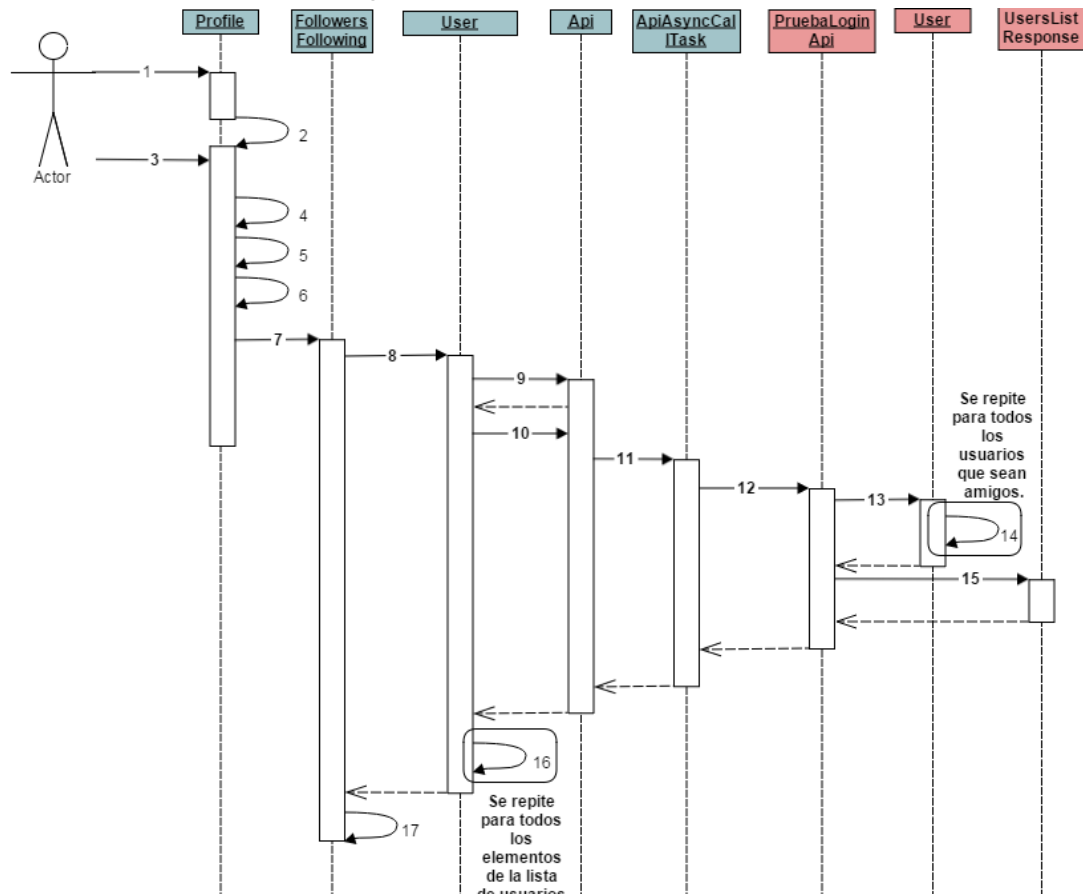 Profile
Followers
Following
User
Api
ApiAsyncCal
lTask
PruebaLogin
Api
User
UsersList
Response
Actor
1
2
3
4
5
6
7
8
9
10
11
12
13
Se repite
para todos
los
usuarios
que sean
amigos.
14
15
16
Se repite
para todos
los
elementos
de la lista
de usuarios
17